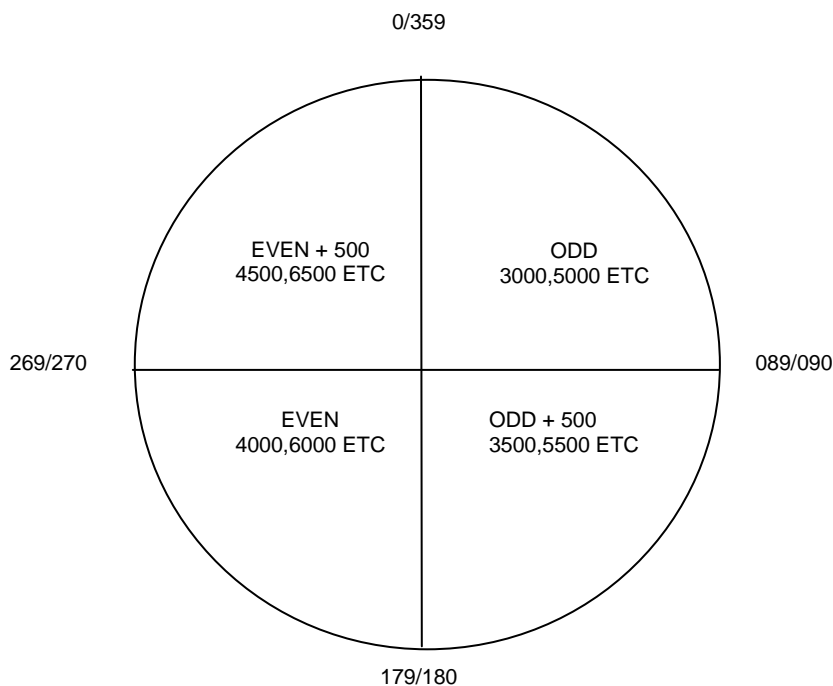 0/359
EVEN + 500
4500,6500 ETC
ODD
3000,5000 ETC
269/270
089/090
EVEN
4000,6000 ETC
ODD + 500
3500,5500 ETC
179/180